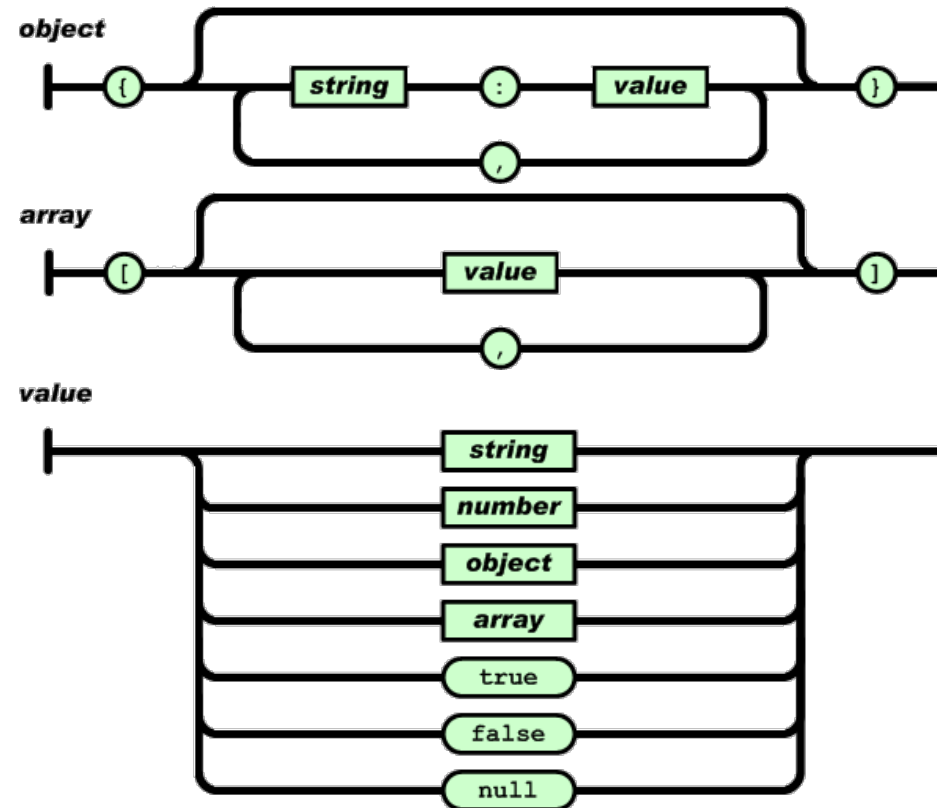 object
{ string : value }
,
array
[ value ]
,
value
string
number
object
array
true
false
null